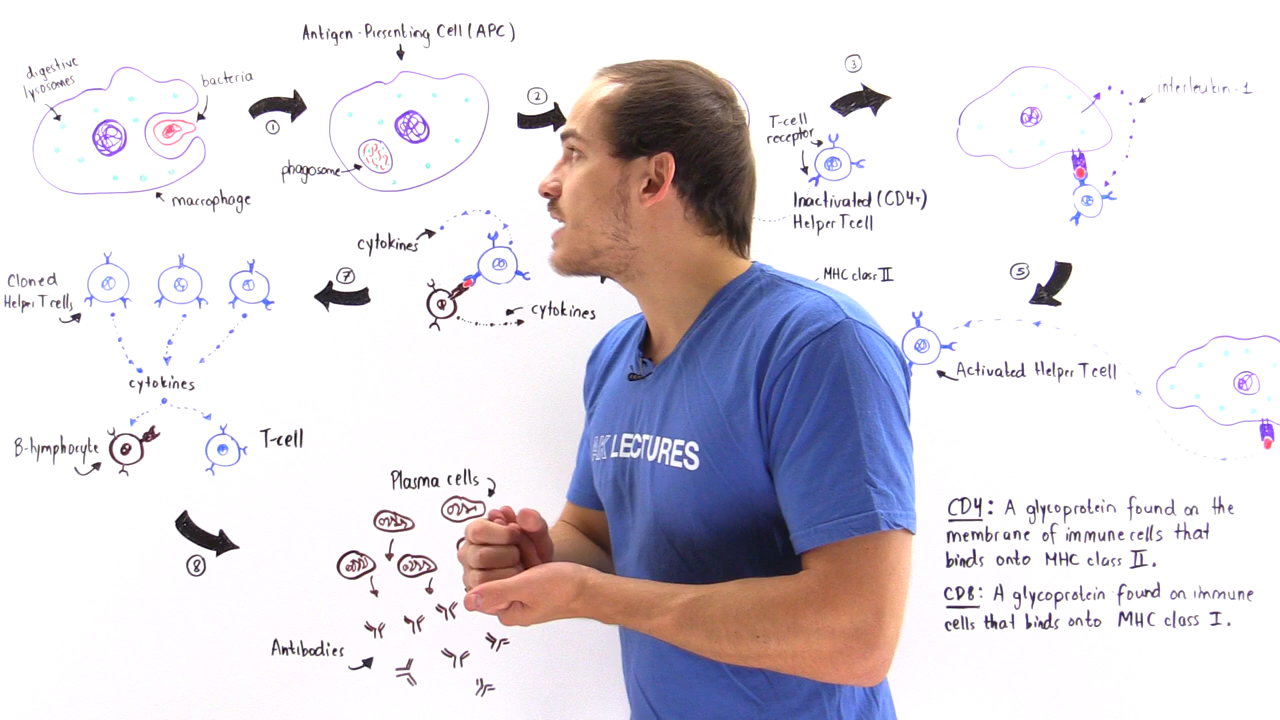 Antigen-Presenting Cell (APC)
digestive
lysosomes
bacteria
①
②
③
T-cell
receptor
interleukin-1
phagosome
macrophage
Inactivated (CD4+)
Helper T cell
cytokines
MHC class II
⑤
Cloned
Helper T cells
⑦
cytokines
Activated Helper T cell
cytokines
B-lymphocyte
T-cell
AK LECTURES
Plasma cells
⑧
Antibodies
CD4: A glycoprotein found on the
membrane of immune cells that
binds onto MHC class II.
CD8: A glycoprotein found on immune
cells that binds onto MHC class I.